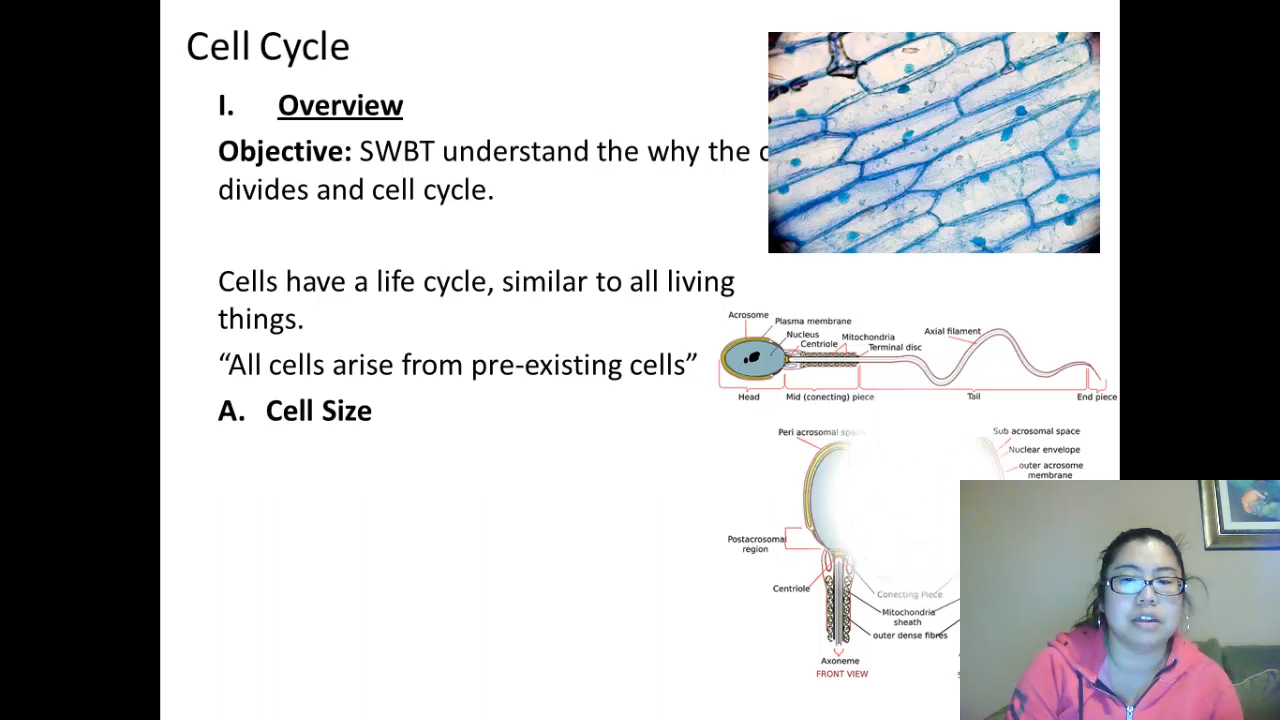 Cell Cycle
I. Overview
Objective: SWBT understand the why the
divides and cell cycle.
Cells have a life cycle, similar to all living
things.
“All cells arise from pre-existing cells”
A. Cell Size
Acrosome
Plasma membrane
Nucleus
Centriole
Mitochondria
Terminal disc
Axial filament
Head
Mid (conecting) piece
Tail
End piece
Peri acrosomal space
Sub acrosomal space
Nuclear envelope
outer acrosome
membrane
Postacrosomal
region
Centriole
Conecting Piece
Mitochondria
sheath
outer dense fibres
Axoneme
FRONT VIEW